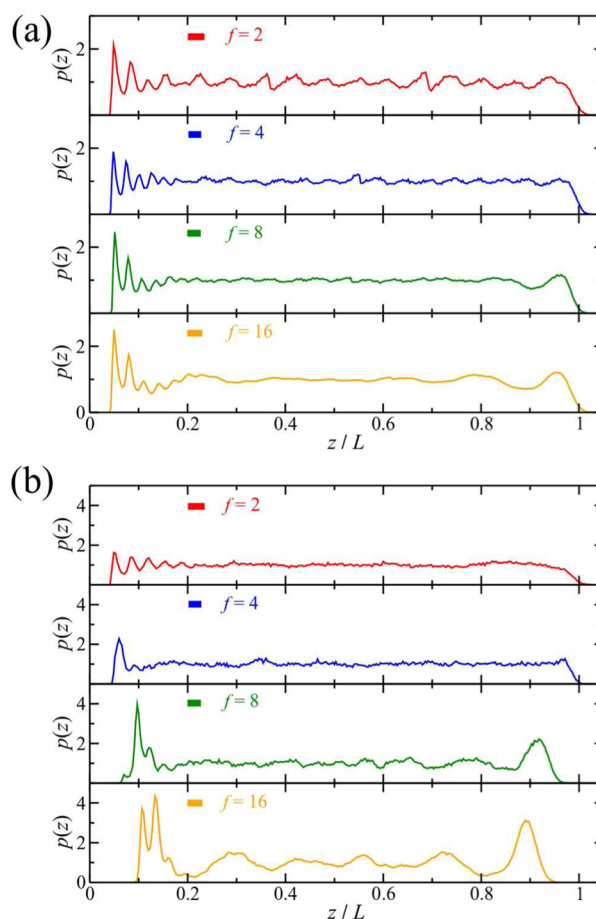 (a)
f = 2
p(z)
2
f = 4
p(z)
2
f = 8
p(z)
2
f = 16
p(z)
2
0
0 0.2 0.4 0.6 0.8 1
z / L
(b)
f = 2
p(z)
4
2
f = 4
p(z)
4
2
f = 8
p(z)
4
2
f = 16
p(z)
4
2
0
0 0.2 0.4 0.6 0.8 1
z / L